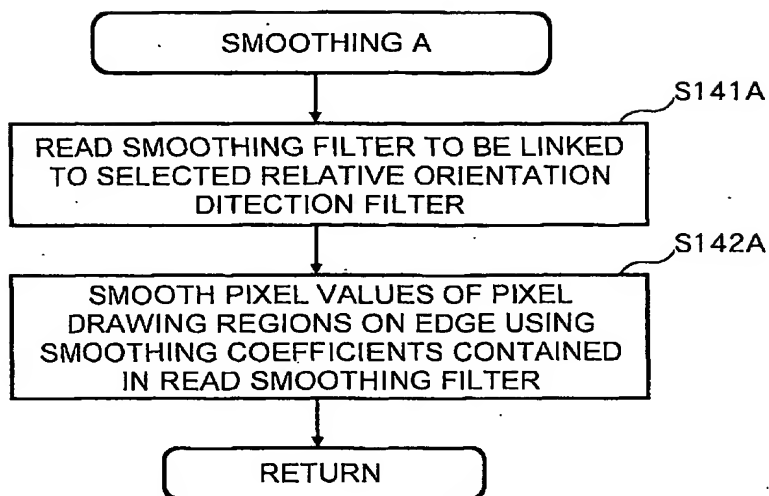 SMOOTHING A
S141A
READ SMOOTHING FILTER TO BE LINKED
TO SELECTED RELATIVE ORIENTATION
DITECTION FILTER
S142A
SMOOTH PIXEL VALUES OF PIXEL
DRAWING REGIONS ON EDGE USING
SMOOTHING COEFFICIENTS CONTAINED
IN READ SMOOTHING FILTER
RETURN